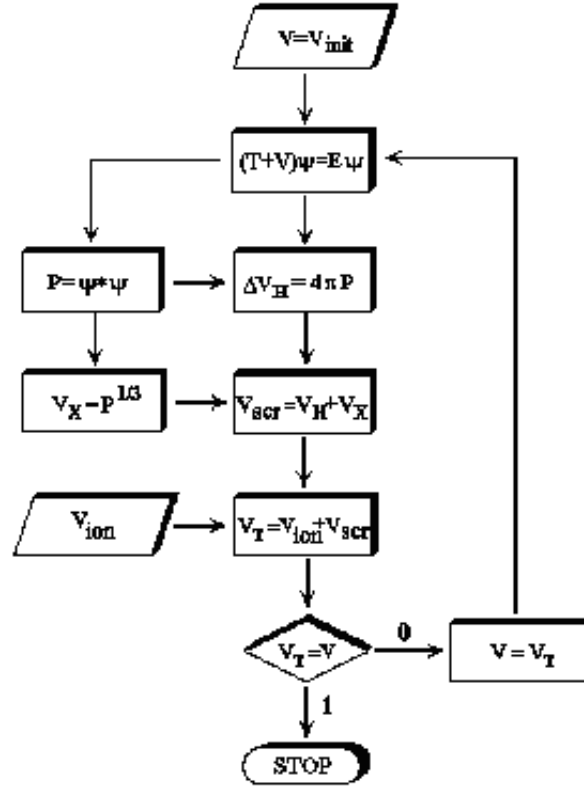 V=V_init
(T+V)Ψ=EΨ
P=Ψ*Ψ
ΔV_H=4πP
V_X-P^1/3
V_scr=V_H+V_X
V_ion
V_T=V_ion+V_scr
V_T=V
0
V=V_T
1
STOP